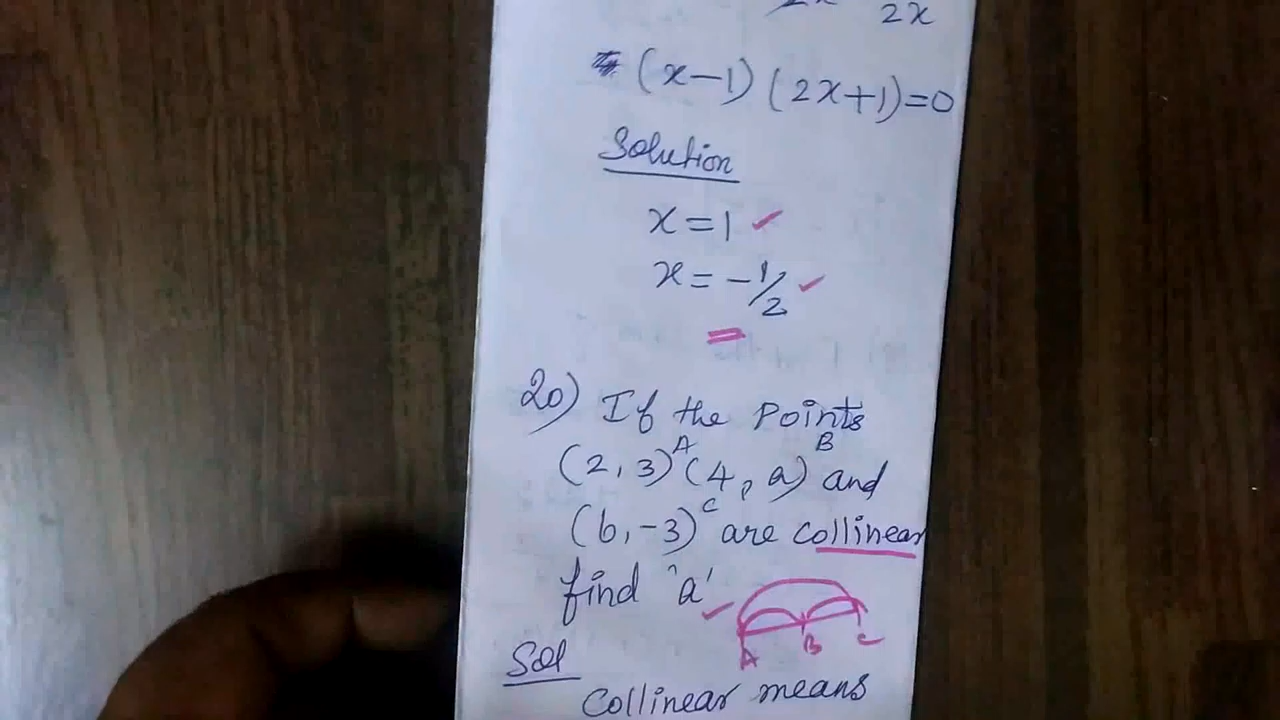 2x
(x-1) (2x+1)=0
Solution
x=1 ✓
x=-1/2 ✓
20) If the Points
(2,3)ᴬ (4, a)ᴮ and
(6,-3)ᶜ are collinear
find 'a'
A B C
Sol
Collinear means